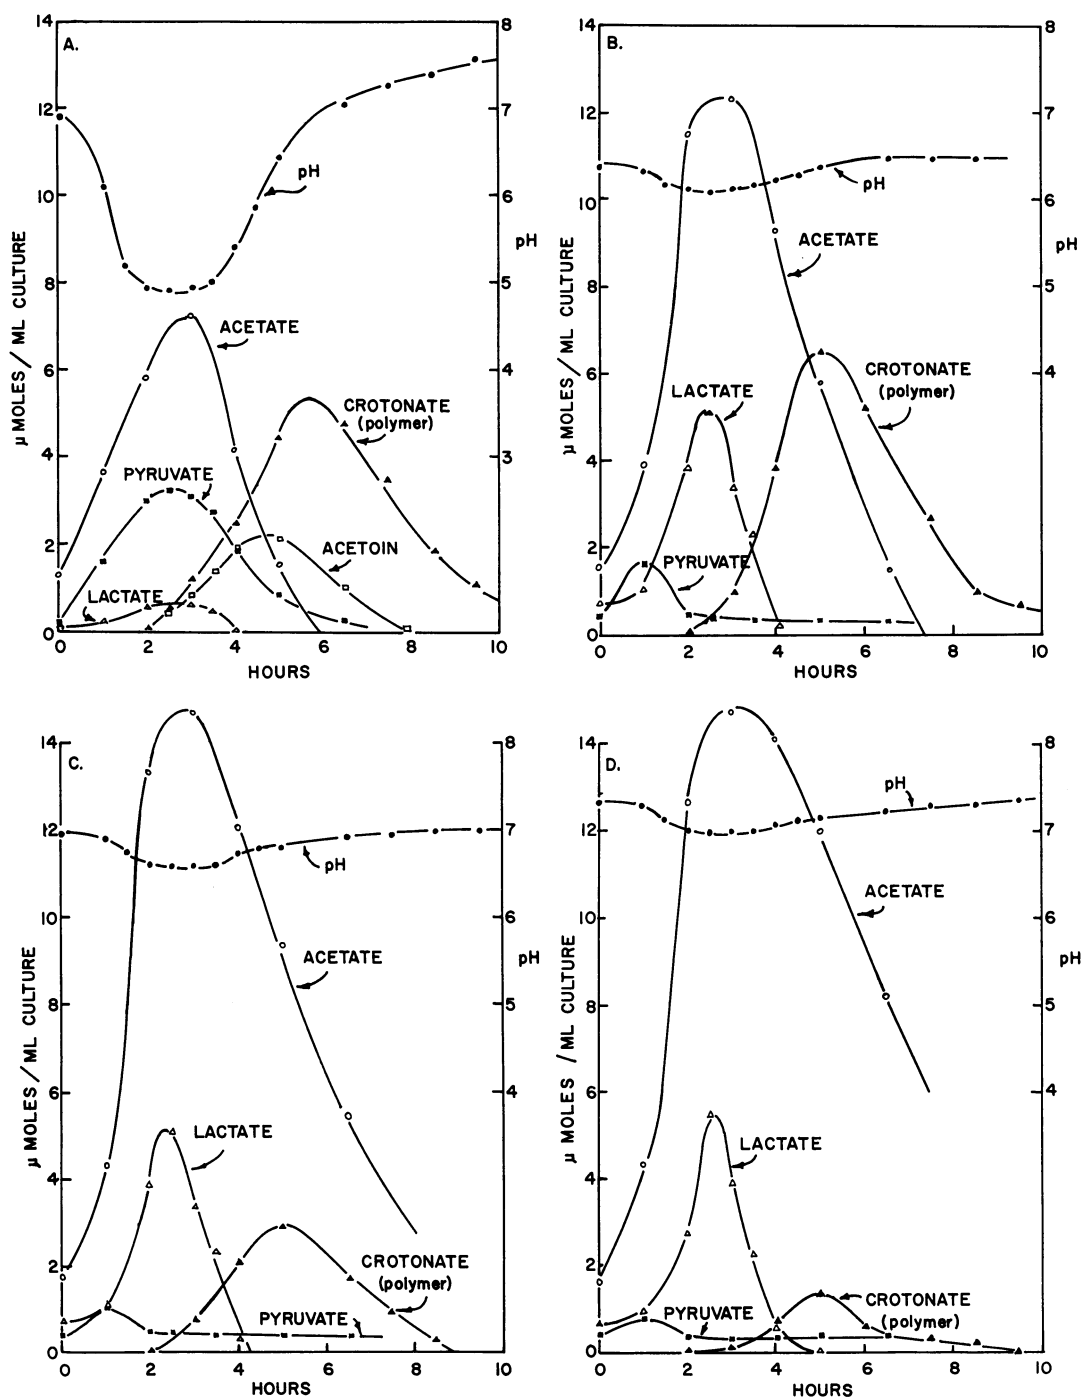 A.
14
12
10
8
6
4
2
0
μ MOLES / ML CULTURE
8
7
6
5
4
3
pH
pH
ACETATE
CROTONATE
(polymer)
PYRUVATE
ACETOIN
LACTATE
0 2 4 6 8 10
HOURS
B.
14
12
10
8
6
4
2
0
μ MOLES / ML CULTURE
8
7
6
5
4
pH
pH
ACETATE
CROTONATE
(polymer)
LACTATE
PYRUVATE
0 2 4 6 8 10
HOURS
C.
14
12
10
8
6
4
2
0
μ MOLES / ML CULTURE
8
7
6
5
4
pH
pH
ACETATE
LACTATE
CROTONATE
(polymer)
PYRUVATE
0 2 4 6 8 10
HOURS
D.
14
12
10
8
6
4
2
0
μ MOLES / ML CULTURE
8
7
6
5
4
pH
pH
ACETATE
LACTATE
PYRUVATE
CROTONATE
(polymer)
0 2 4 6 8 10
HOURS